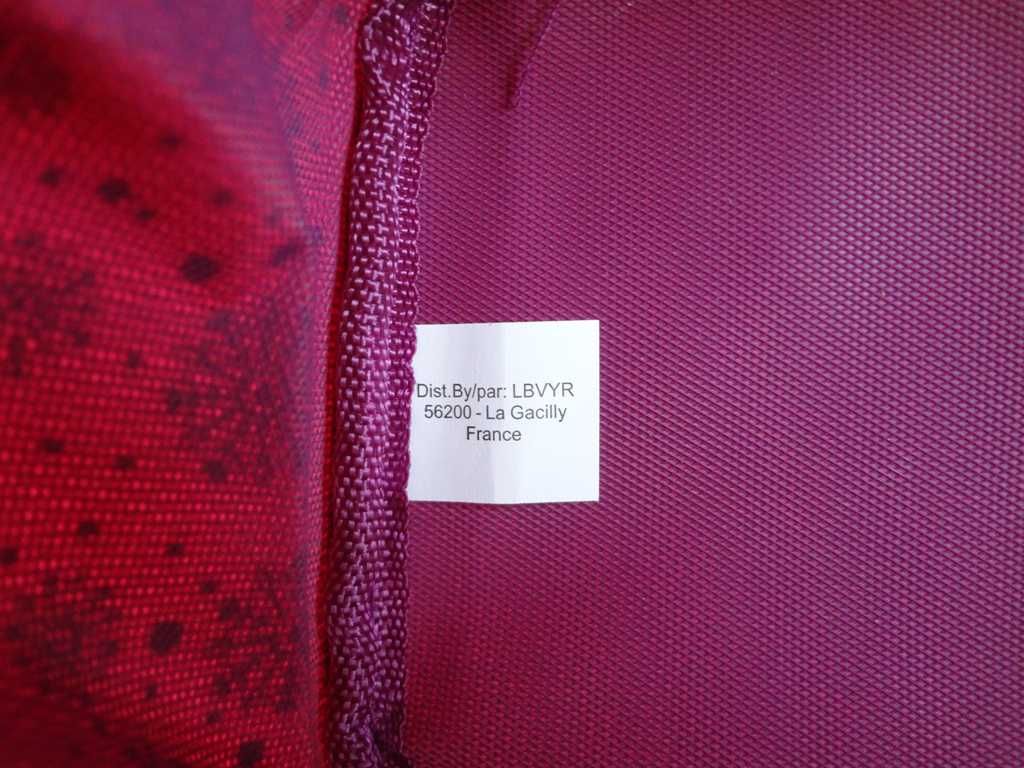 Dist.By/par: LBVYR
56200 - La Gacilly
France